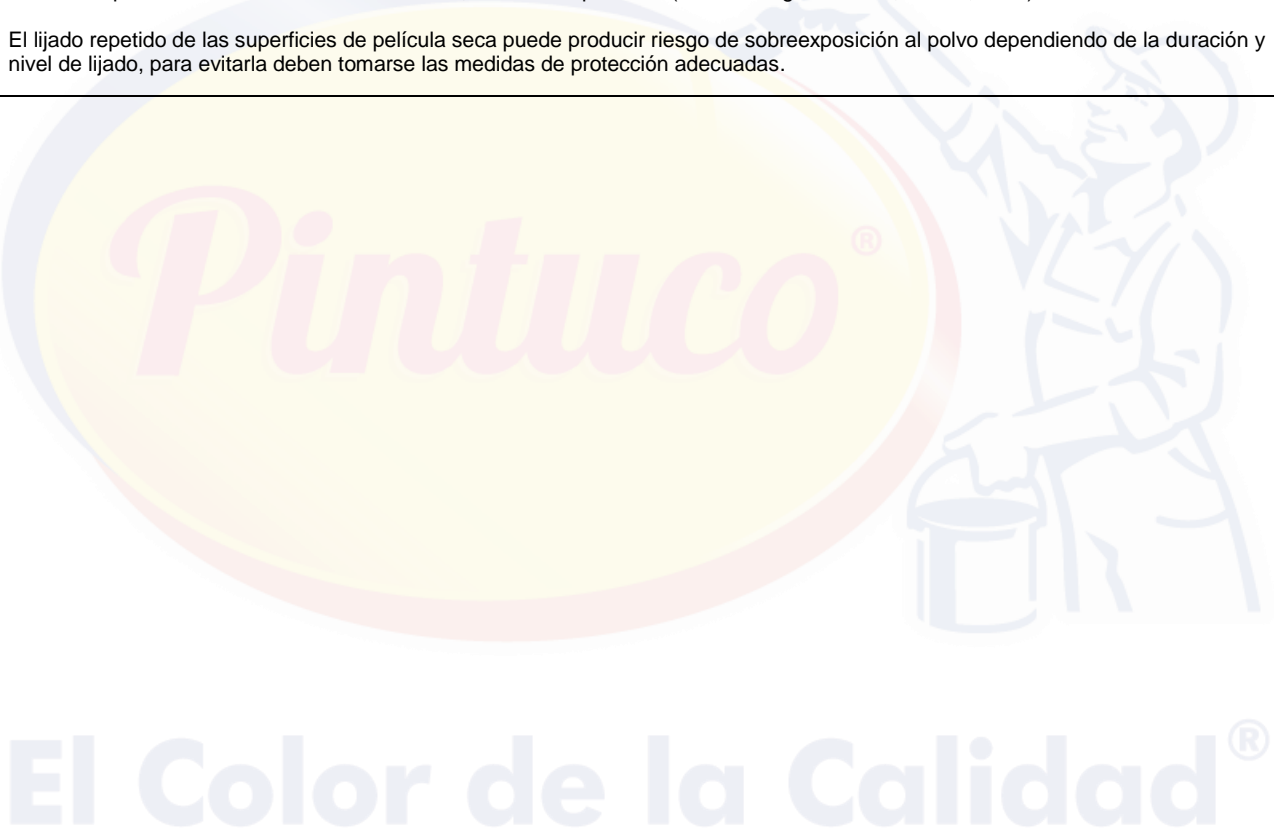 El lijado repetido de las superficies de película seca puede producir riesgo de sobreexposición al polvo dependiendo de la duración y
nivel de lijado, para evitarla deben tomarse las medidas de protección adecuadas.
Pintuco®
El Color de la Calidad®